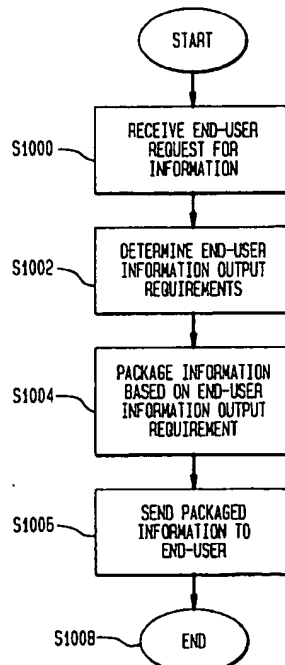 START
S1000
RECEIVE END-USER
REQUEST FOR
INFORMATION
S1002
DETERMINE END-USER
INFORMATION OUTPUT
REQUIREMENTS
S1004
PACKAGE INFORMATION
BASED ON END-USER
INFORMATION OUTPUT
REQUIREMENT
S1006
SEND PACKAGED
INFORMATION TO
END-USER
S1008
END